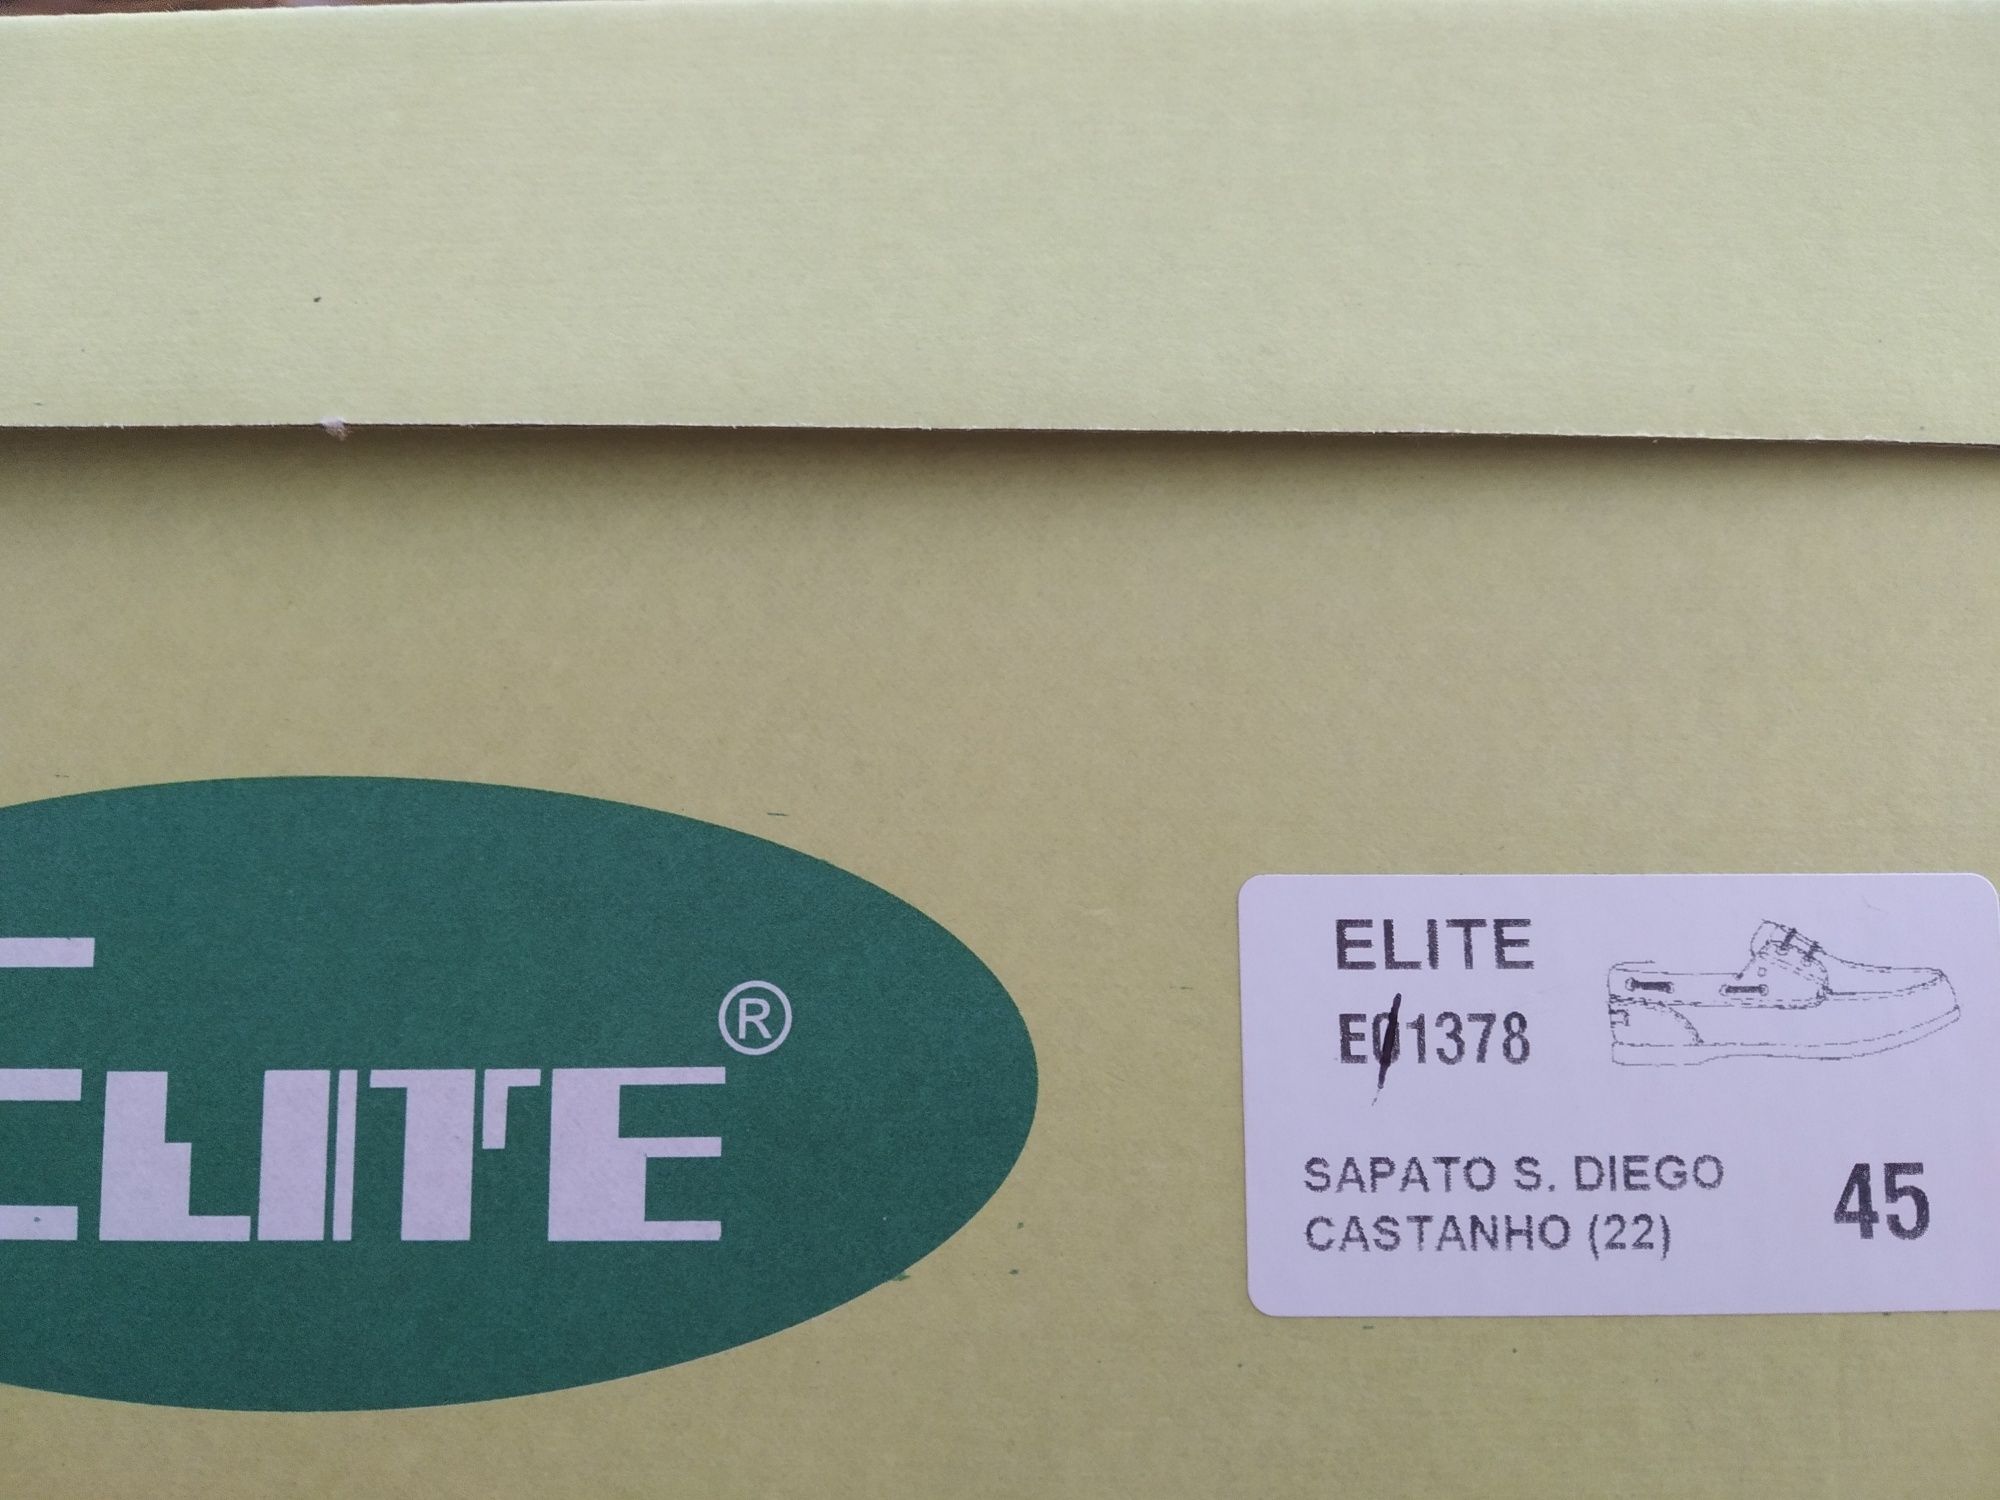 ELITE®
ELITE
E01378
SAPATO S. DIEGO
CASTANHO (22)
45